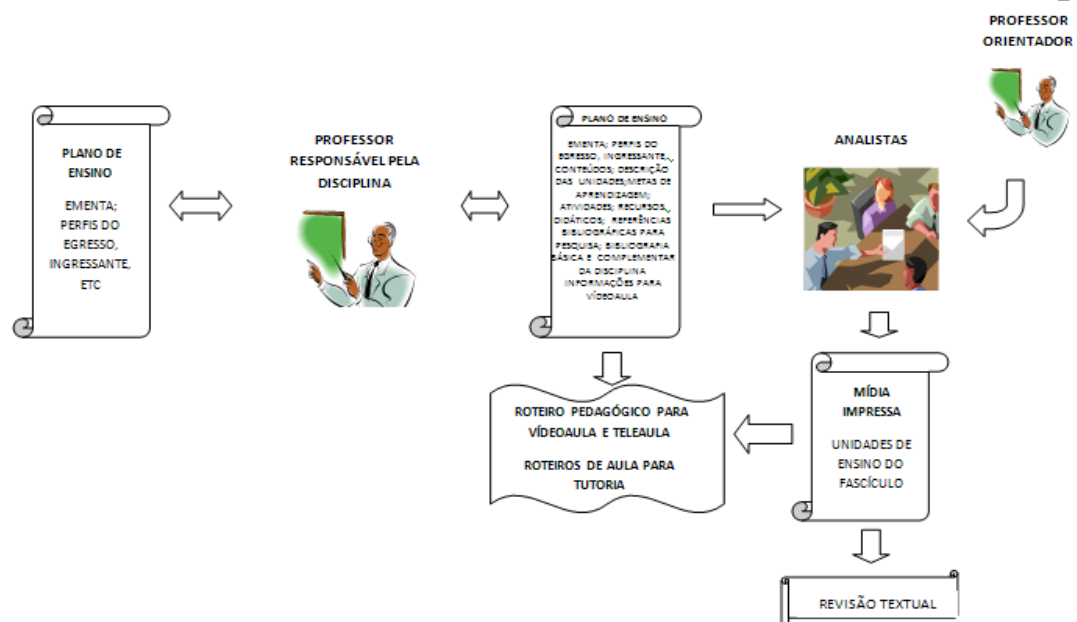 PROFESSOR
ORIENTADOR
PLANO DE
ENSINO
EMENTA;
PERFIS DO
EGRESSO,
INGRESSANTE,
ETC
PROFESSOR
RESPONSÁVEL PELA
DISCIPLINA
PLANO DE ENSINO
EMENTA; PERFIS DO
EGRESSO, INGRESSANTE,
CONTEÚDOS; DESCRIÇÃO
DAS UNIDADES;METAS DE
APRENDIZAGEM;
ATIVIDADES; RECURSOS,
DIDÁTICOS; REFERÊNCIAS
BIBLIOGRÁFICAS PARA
PESQUISA; BIBLIOGRAFIA
BÁSICA E COMPLEMENTAR
DA DISCIPLINA
INFORMAÇÕES PARA
VÍDEOAULA
ANALISTAS
ROTEIRO PEDAGÓGICO PARA
VÍDEOAULA E TELEAULA
ROTEIROS DE AULA PARA
TUTORIA
MÍDIA
IMPRESSA
UNIDADES DE
ENSINO DO
FASCÍCULO
REVISÃO TEXTUAL